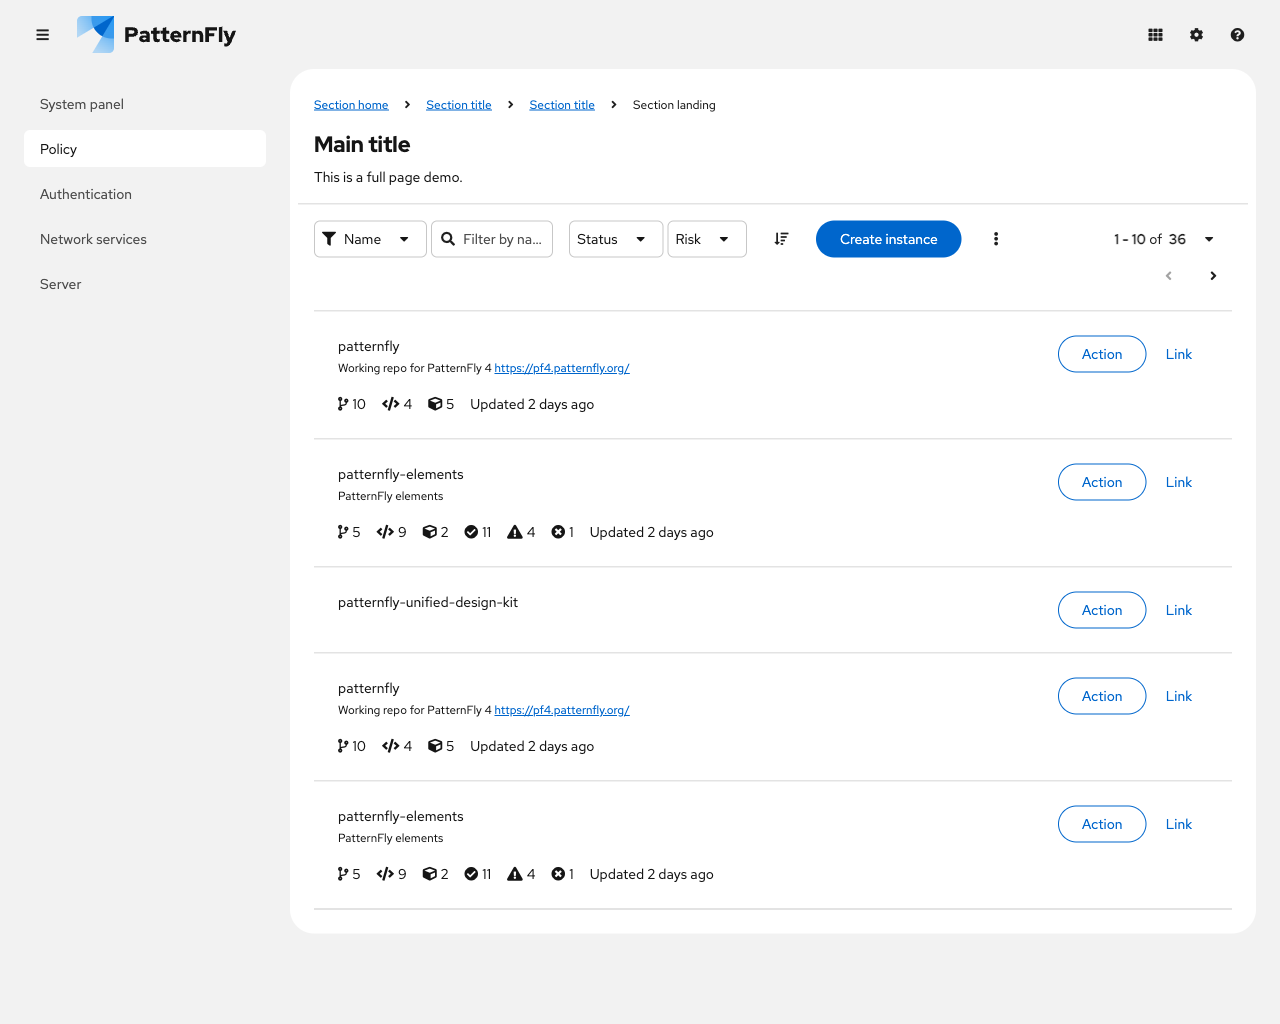 PatternFly
System panel
Policy
Authentication
Network services
Server
Section home Section title Section title Section landing
Main title
This is a full page demo.
Name Filter by na... Status Risk Create instance 1 - 10 of 36
patternfly Action Link
Working repo for PatternFly 4 https://pf4.patternfly.org/
10 4 5 Updated 2 days ago
patternfly-elements Action Link
PatternFly elements
5 9 2 11 4 1 Updated 2 days ago
patternfly-unified-design-kit Action Link
patternfly Action Link
Working repo for PatternFly 4 https://pf4.patternfly.org/
10 4 5 Updated 2 days ago
patternfly-elements Action Link
PatternFly elements
5 9 2 11 4 1 Updated 2 days ago